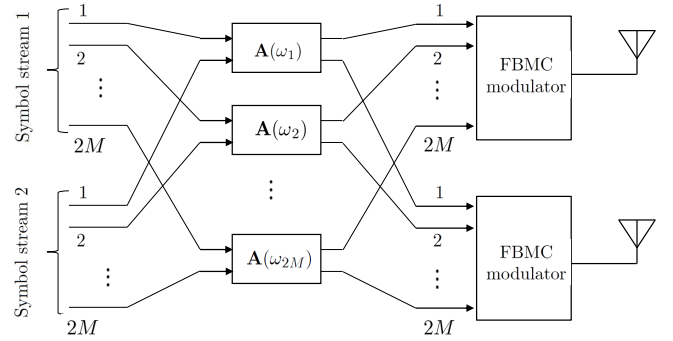 Symbol stream 1
1
2
⋮
2M
Symbol stream 2
1
2
⋮
2M
A(ω₁)
A(ω₂)
⋮
A(ω₂M)
1
2
⋮
2M
FBMC
modulator
1
2
⋮
2M
FBMC
modulator